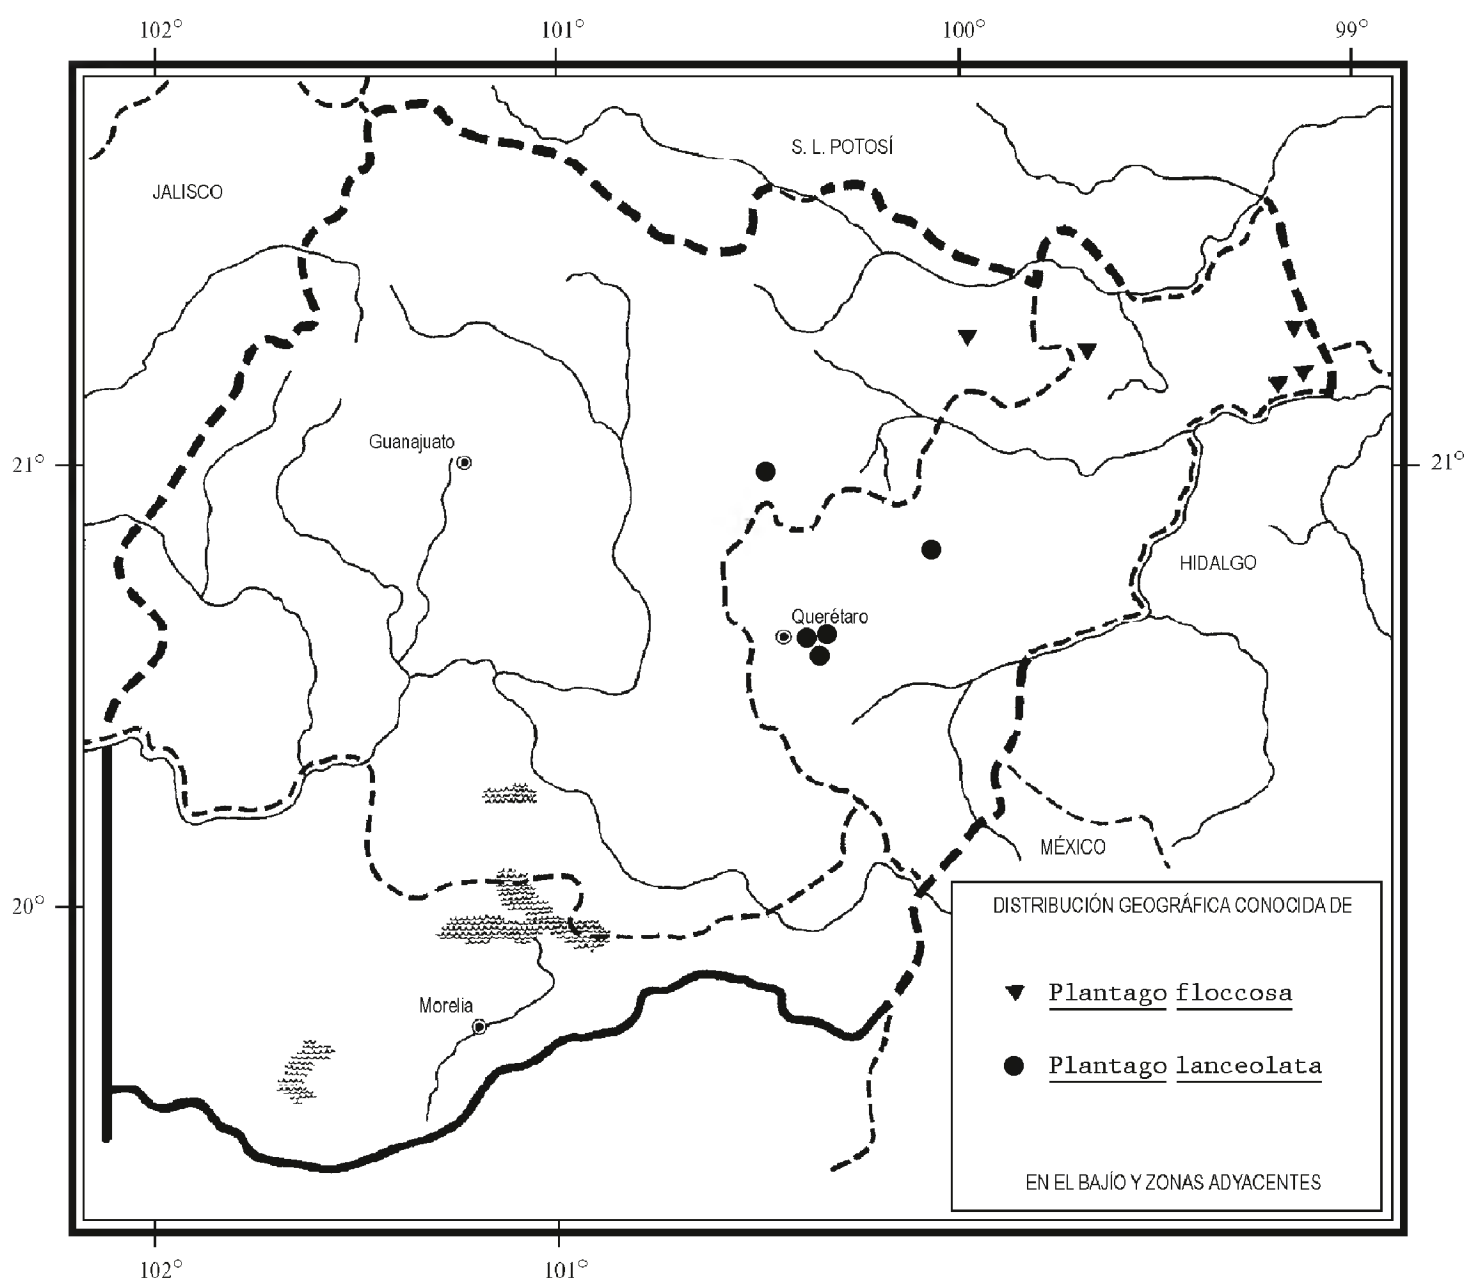 102° 101° 100° 99°
S. L. POTOSÍ
JALISCO
Guanajuato
21° 21°
HIDALGO
Querétaro
MÉXICO
20°
DISTRIBUCIÓN GEOGRÁFICA CONOCIDA DE
Plantago floccosa
Morelia
Plantago lanceolata
EN EL BAJÍO Y ZONAS ADYACENTES
102° 101°